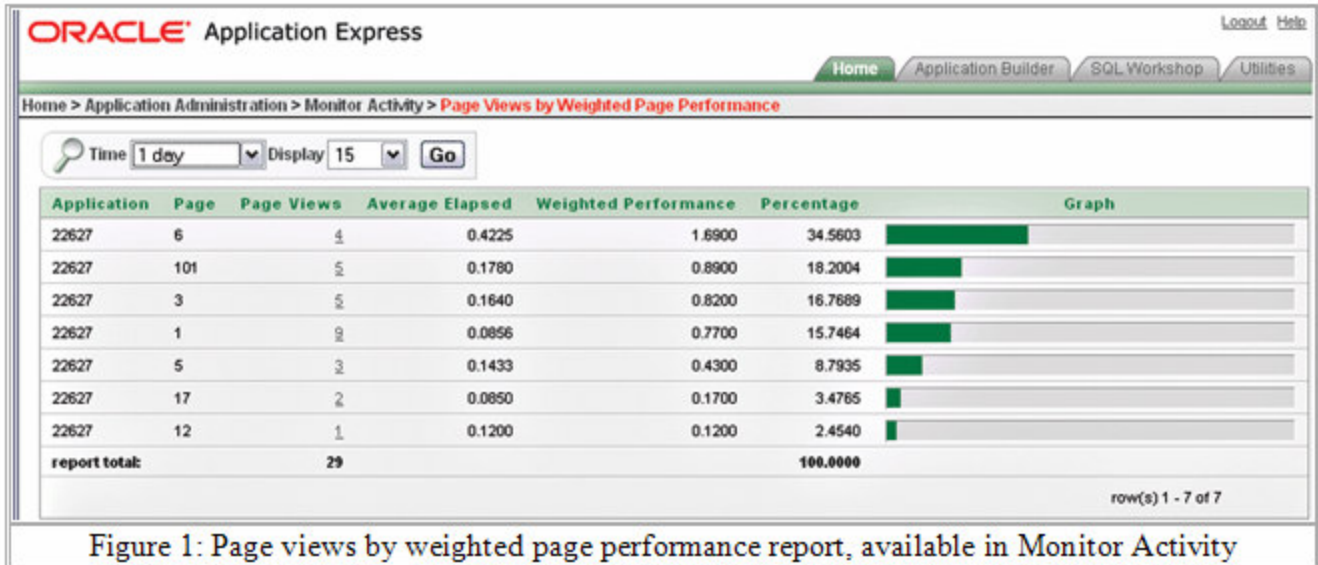 ORACLE Application Express
Logout Help
Home Application Builder SQL Workshop Utilities
Home > Application Administration > Monitor Activity > Page Views by Weighted Page Performance
Time 1 day Display 15 Go
Application Page Page Views Average Elapsed Weighted Performance Percentage Graph
22627 6 4 0.4225 1.6900 34.5603
22627 101 5 0.1780 0.8900 18.2004
22627 3 5 0.1640 0.8200 16.7689
22627 1 9 0.0856 0.7700 15.7464
22627 5 3 0.1433 0.4300 8.7935
22627 17 2 0.0850 0.1700 3.4765
22627 12 1 0.1200 0.1200 2.4540
report total: 29 100.0000
row(s) 1 - 7 of 7
Figure 1: Page views by weighted page performance report, available in Monitor Activity